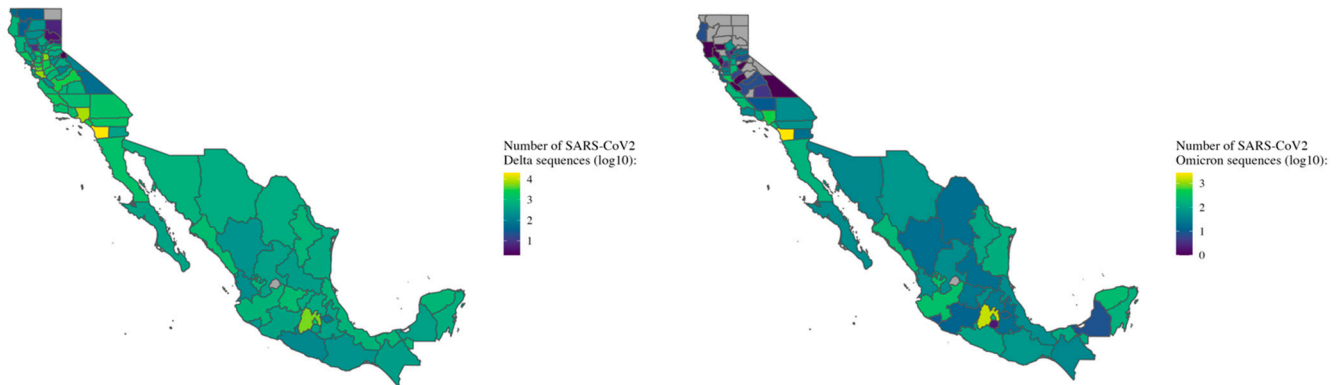 Number of SARS-CoV2
Delta sequences (log10):
4
3
2
1
Number of SARS-CoV2
Omicron sequences (log10):
3
2
1
0